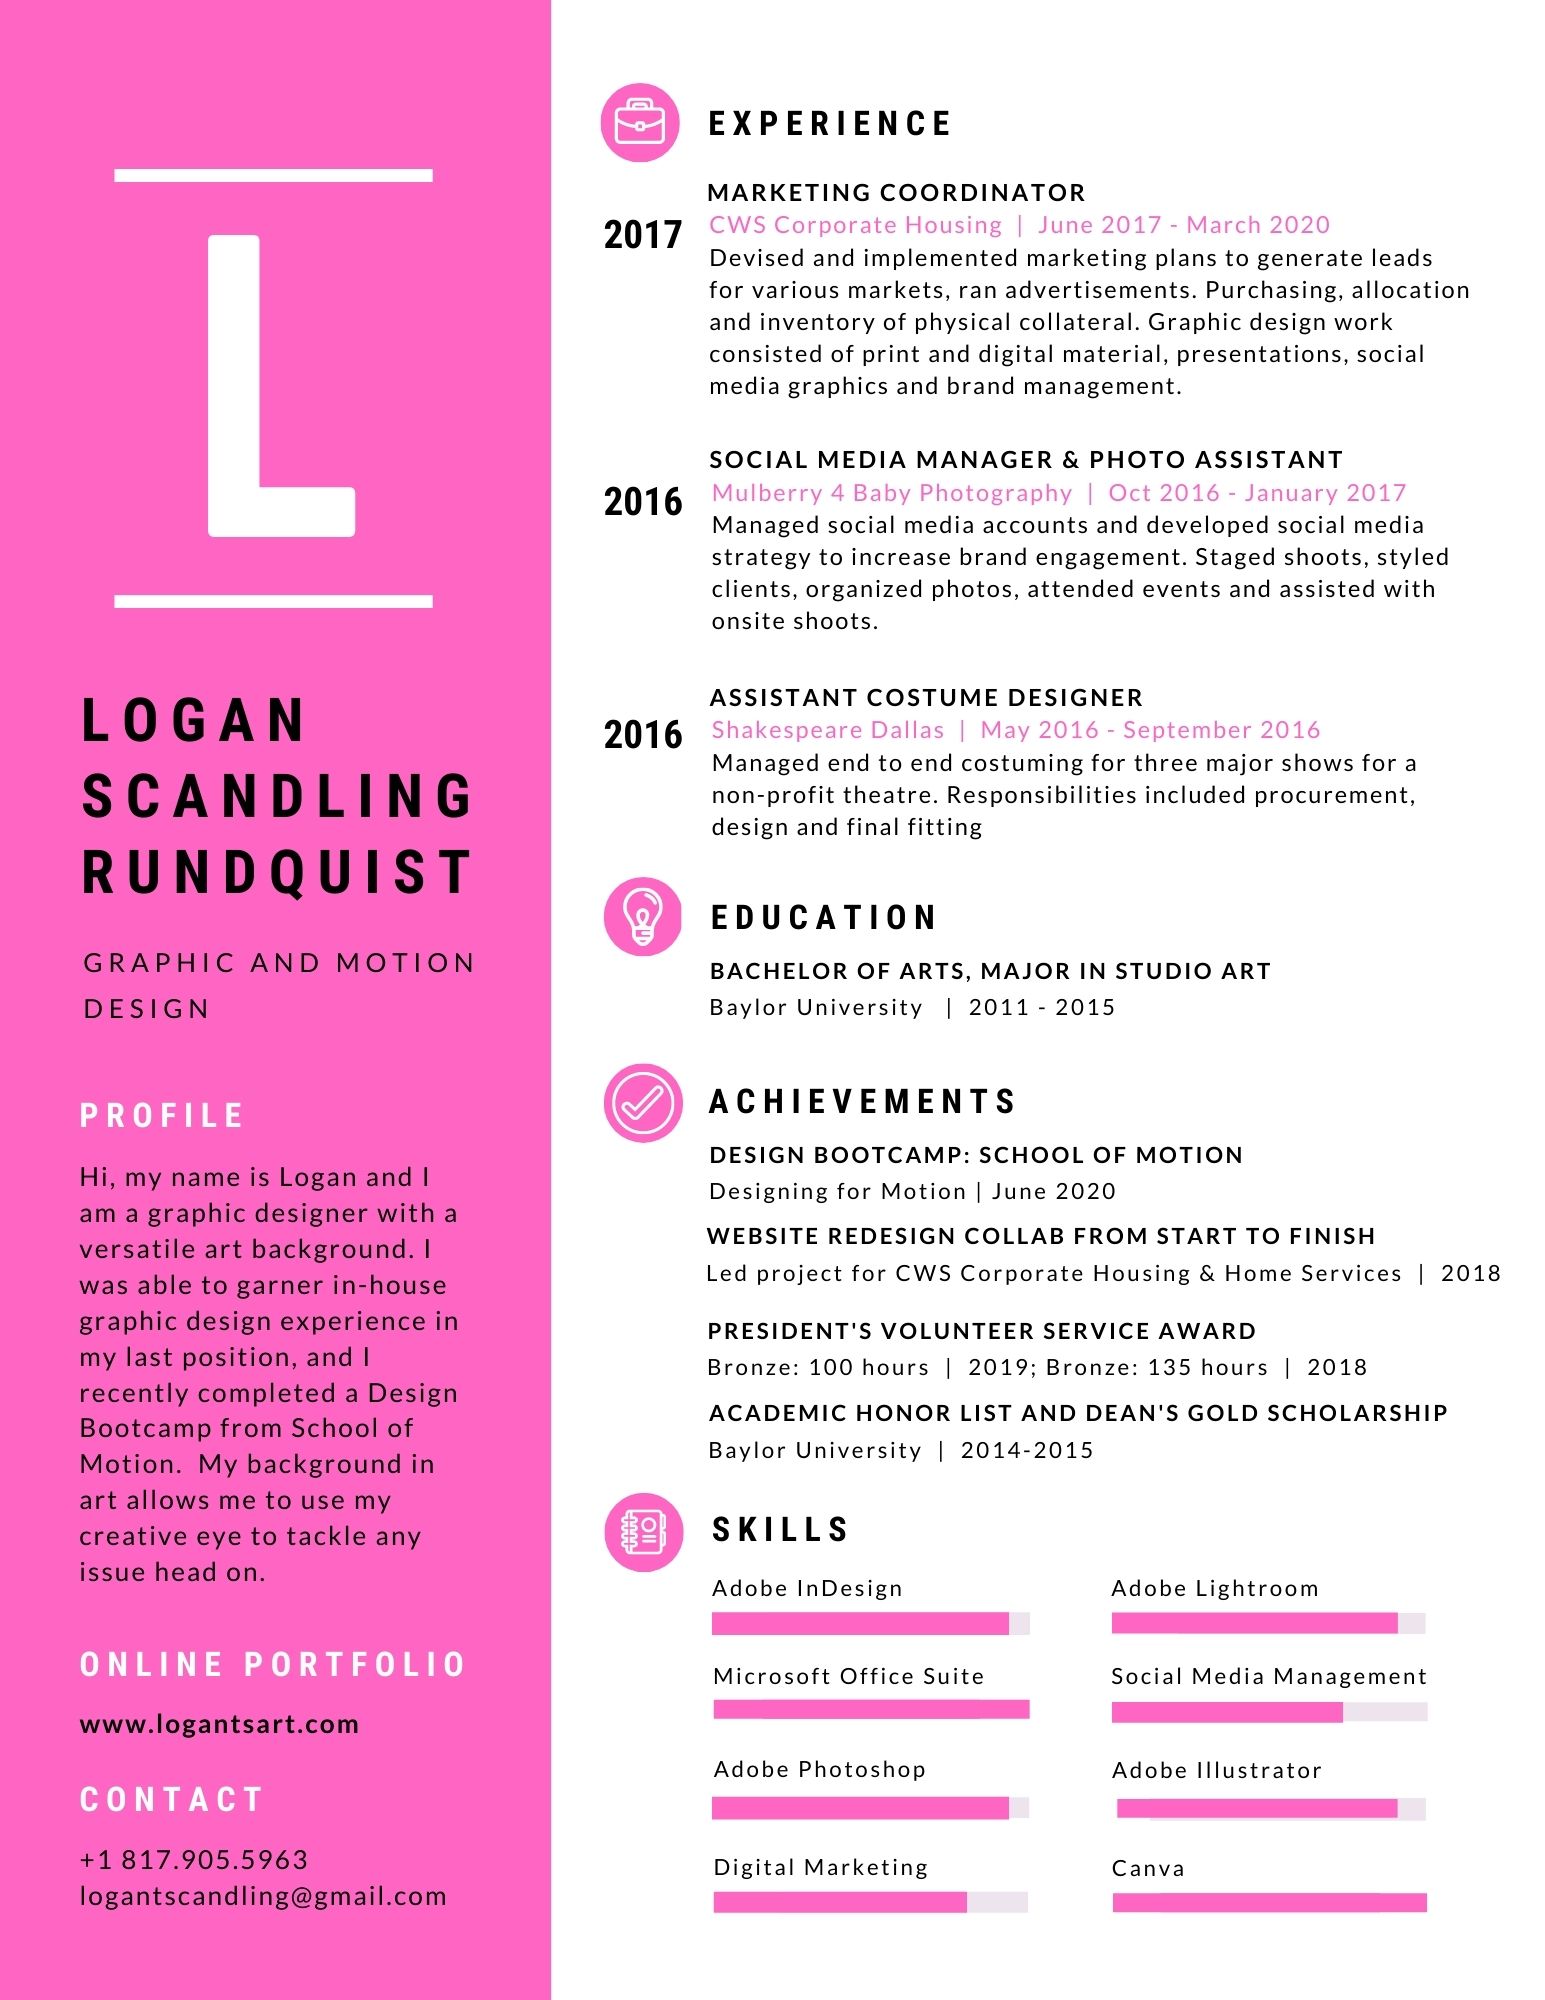 L
LOGAN
SCANDLING
RUNDQUIST
GRAPHIC AND MOTION
DESIGN
PROFILE
Hi, my name is Logan and I
am a graphic designer with a
versatile art background. I
was able to garner in-house
graphic design experience in
my last position, and I
recently completed a Design
Bootcamp from School of
Motion.  My background in
art allows me to use my
creative eye to tackle any
issue head on.
ONLINE PORTFOLIO
www.logantsart.com
CONTACT
+1 817.905.5963
logantscandling@gmail.com
EXPERIENCE
MARKETING COORDINATOR
2017
CWS Corporate Housing | June 2017 - March 2020
Devised and implemented marketing plans to generate leads
for various markets, ran advertisements. Purchasing, allocation
and inventory of physical collateral. Graphic design work
consisted of print and digital material, presentations, social
media graphics and brand management.
SOCIAL MEDIA MANAGER & PHOTO ASSISTANT
2016
Mulberry 4 Baby Photography | Oct 2016 - January 2017
Managed social media accounts and developed social media
strategy to increase brand engagement. Staged shoots, styled
clients, organized photos, attended events and assisted with
onsite shoots.
ASSISTANT COSTUME DESIGNER
2016
Shakespeare Dallas | May 2016 - September 2016
Managed end to end costuming for three major shows for a
non-profit theatre. Responsibilities included procurement,
design and final fitting
EDUCATION
BACHELOR OF ARTS, MAJOR IN STUDIO ART
Baylor University | 2011 - 2015
ACHIEVEMENTS
DESIGN BOOTCAMP: SCHOOL OF MOTION
Designing for Motion | June 2020
WEBSITE REDESIGN COLLAB FROM START TO FINISH
Led project for CWS Corporate Housing & Home Services | 2018
PRESIDENT'S VOLUNTEER SERVICE AWARD
Bronze: 100 hours | 2019; Bronze: 135 hours | 2018
ACADEMIC HONOR LIST AND DEAN'S GOLD SCHOLARSHIP
Baylor University | 2014-2015
SKILLS
Adobe InDesign
Adobe Lightroom
Microsoft Office Suite
Social Media Management
Adobe Photoshop
Adobe Illustrator
Digital Marketing
Canva